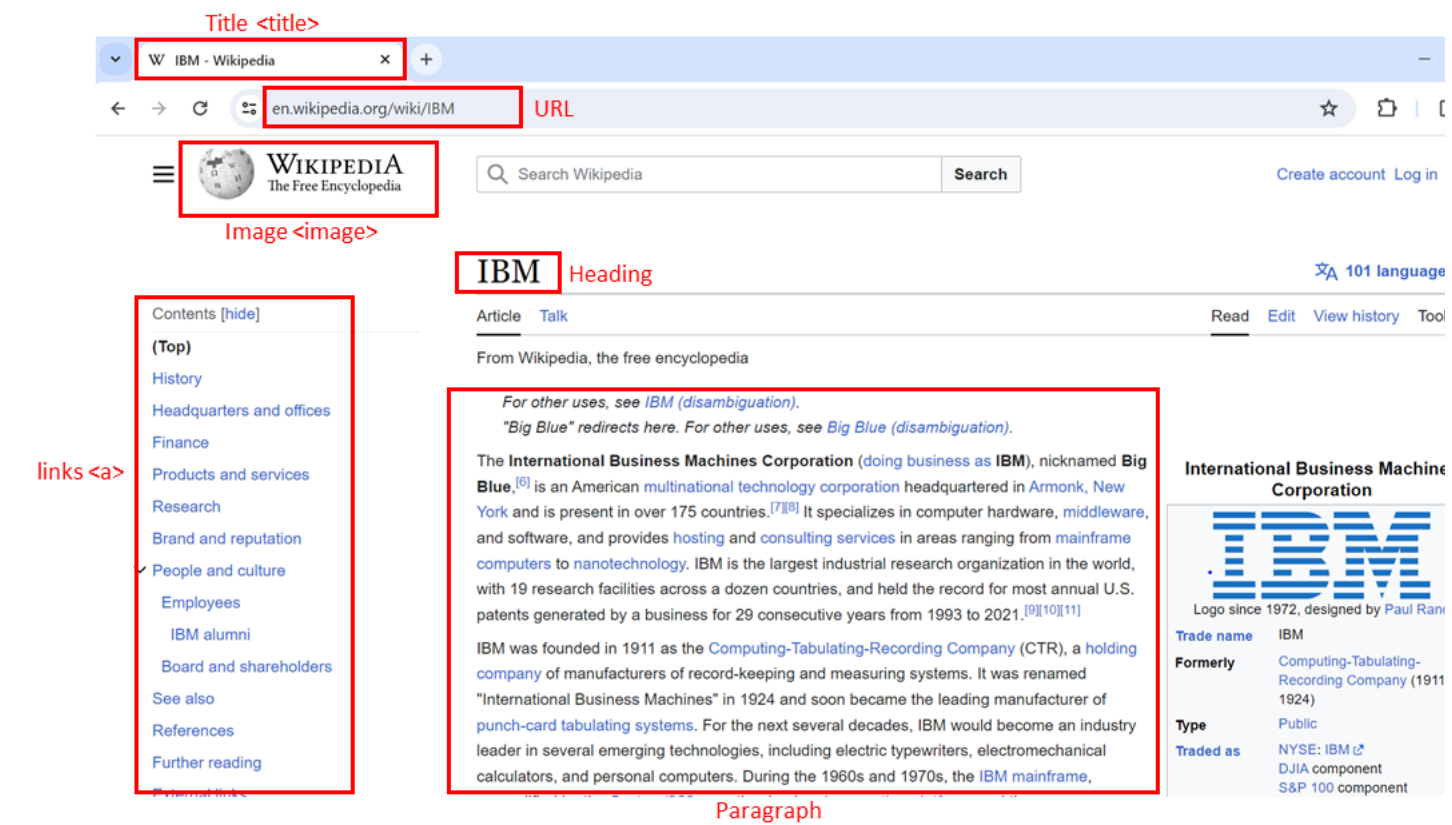 Title <title>
W IBM - Wikipedia
en.wikipedia.org/wiki/IBM
URL
WIKIPEDIA
The Free Encyclopedia
Search Wikipedia
Search
Create account Log in
Image <image>
IBM
Heading
101 language
Article Talk
Read Edit View history Tool
From Wikipedia, the free encyclopedia
links <a>
Contents [hide]
(Top)
History
Headquarters and offices
Finance
Products and services
Research
Brand and reputation
People and culture
Employees
IBM alumni
Board and shareholders
See also
References
Further reading
External links
For other uses, see IBM (disambiguation).
"Big Blue" redirects here. For other uses, see Big Blue (disambiguation).
The International Business Machines Corporation (doing business as IBM), nicknamed Big
Blue,[6] is an American multinational technology corporation headquartered in Armonk, New
York and is present in over 175 countries.[7][8] It specializes in computer hardware, middleware,
and software, and provides hosting and consulting services in areas ranging from mainframe
computers to nanotechnology. IBM is the largest industrial research organization in the world,
with 19 research facilities across a dozen countries, and held the record for most annual U.S.
patents generated by a business for 29 consecutive years from 1993 to 2021.[9][10][11]
IBM was founded in 1911 as the Computing-Tabulating-Recording Company (CTR), a holding
company of manufacturers of record-keeping and measuring systems. It was renamed
"International Business Machines" in 1924 and soon became the leading manufacturer of
punch-card tabulating systems. For the next several decades, IBM would become an industry
leader in several emerging technologies, including electric typewriters, electromechanical
calculators, and personal computers. During the 1960s and 1970s, the IBM mainframe,
Paragraph
International Business Machine
Corporation
IBM
Logo since 1972, designed by Paul Rand
Trade name IBM
Formerly Computing-Tabulating-
Recording Company (1911
1924)
Type Public
Traded as NYSE: IBM
DJIA component
S&P 100 component